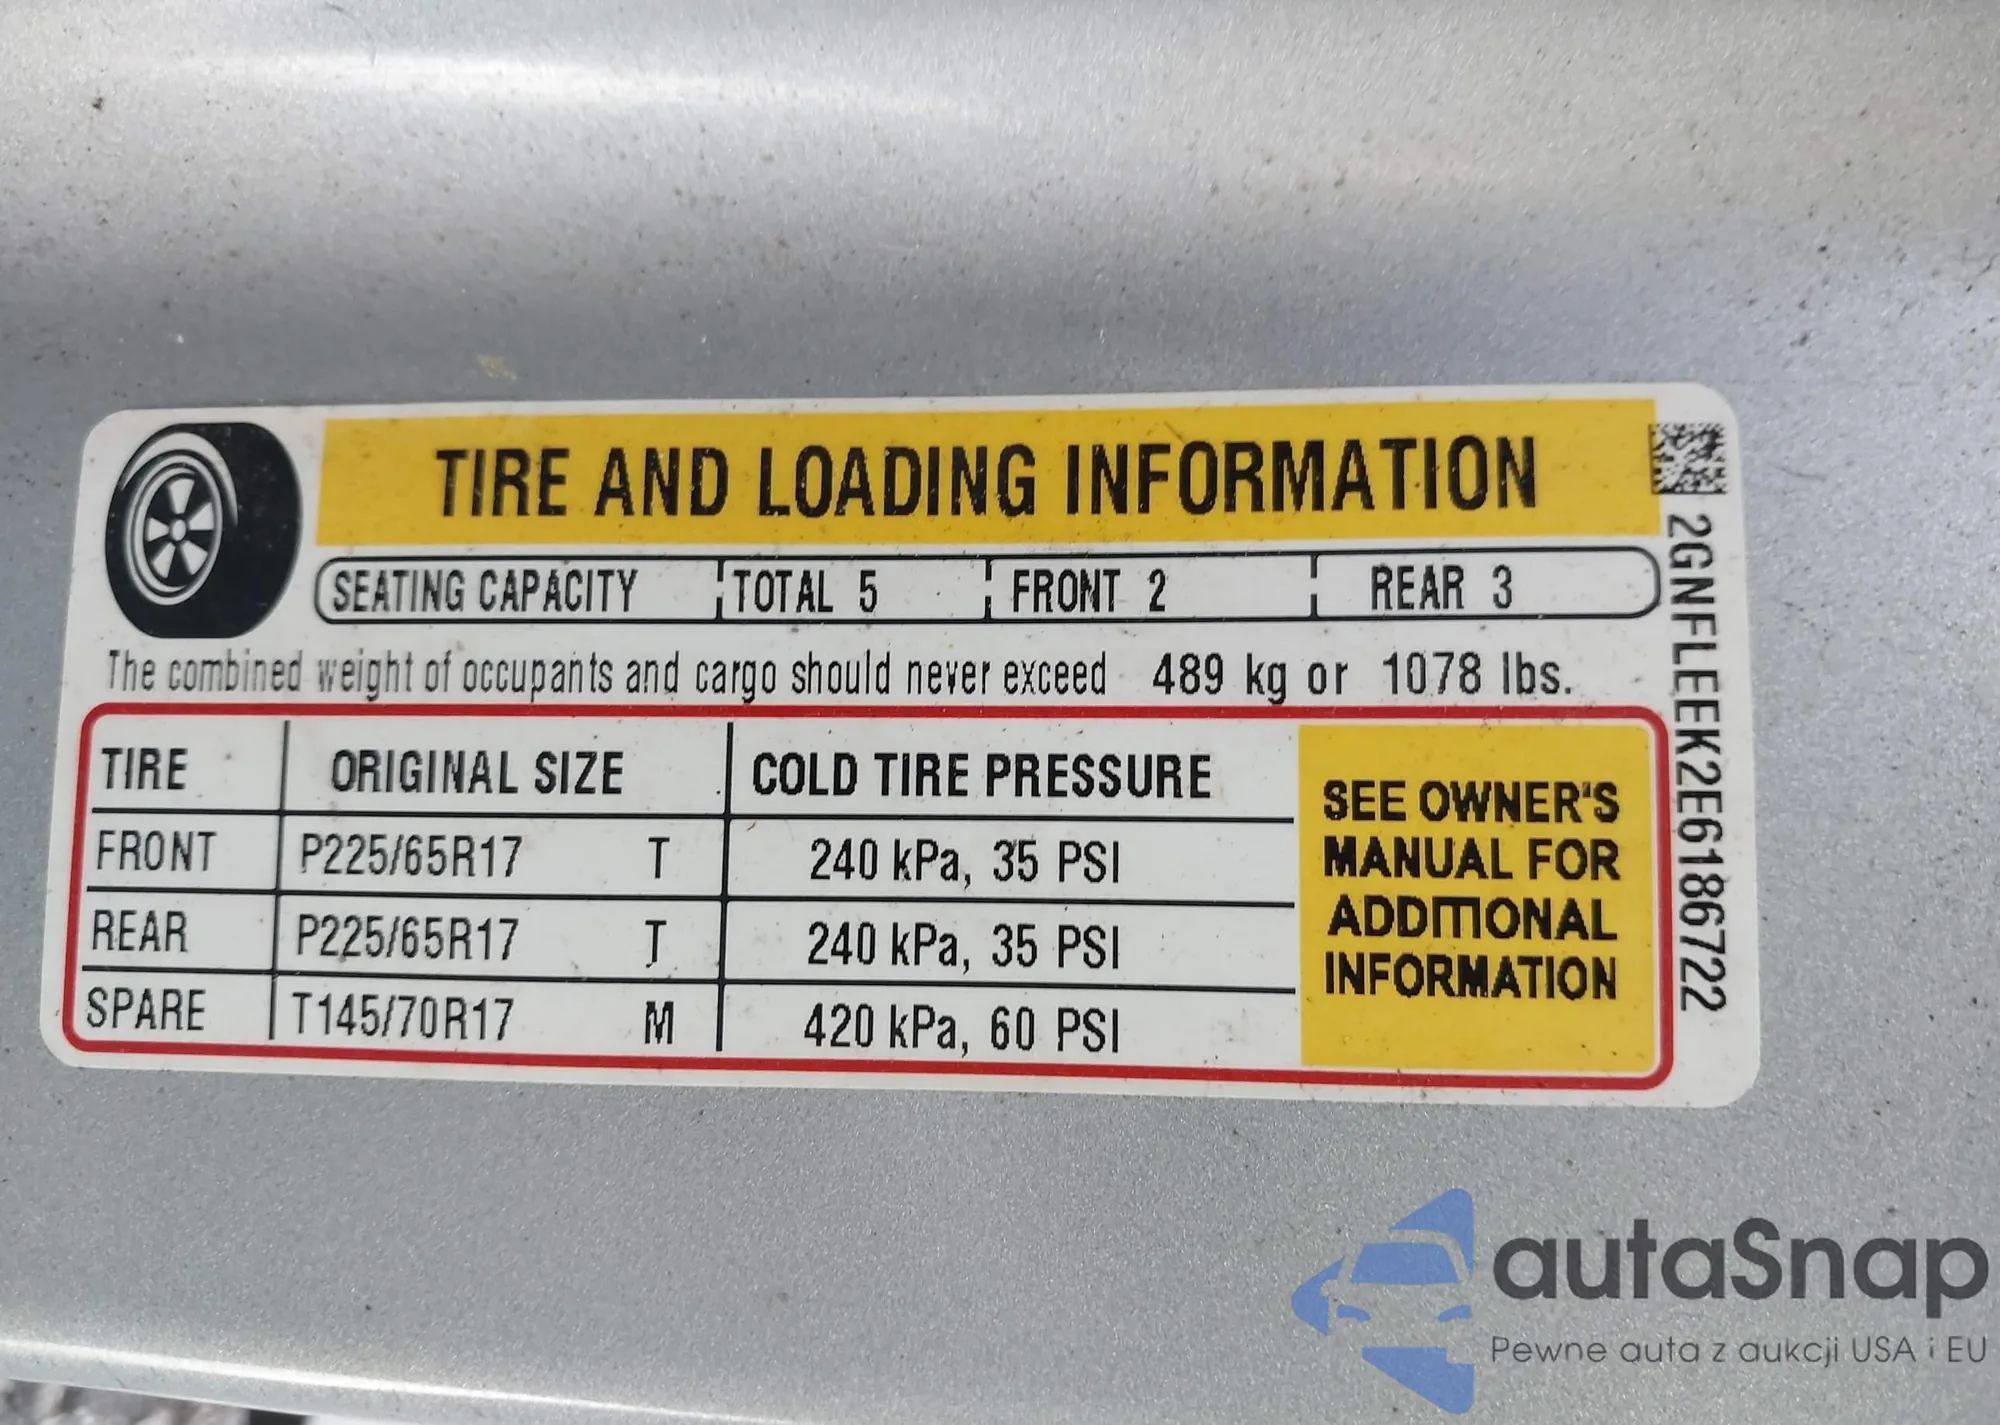 TIRE AND LOADING INFORMATION
SEATING CAPACITY TOTAL 5 FRONT 2 REAR 3
The combined weight of occupants and cargo should never exceed 489 kg or 1078 lbs.
TIRE ORIGINAL SIZE COLD TIRE PRESSURE
FRONT P225/65R17 T 240 kPa, 35 PSI
REAR P225/65R17 T 240 kPa, 35 PSI
SPARE T145/70R17 M 420 kPa, 60 PSI
SEE OWNER'S
MANUAL FOR
ADDITIONAL
INFORMATION
2GNFLEEK2E6186722
autaSnap
Pewne auta z aukcji USA i EU